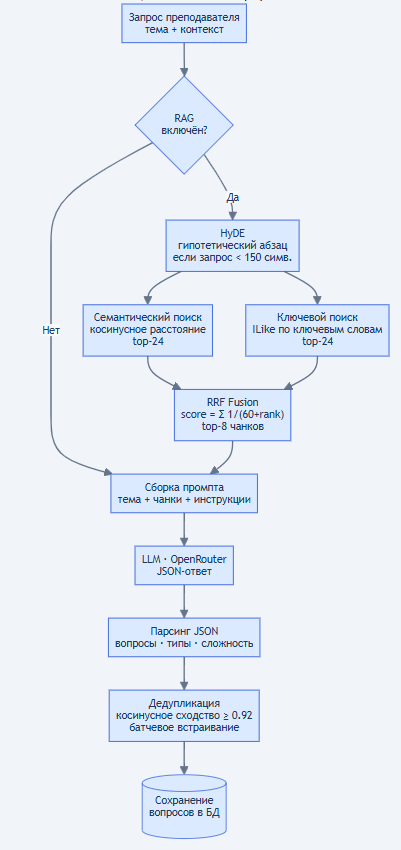 Запрос преподавателя
тема + контекст
RAG
включён?
Да
HyDE
гипотетический абзац
если запрос < 150 симв.
Семантический поиск
косинусное расстояние
top-24
Ключевой поиск
ILike по ключевым словам
top-24
Нет
RRF Fusion
score = Σ 1/(60+rank)
top-8 чанков
Сборка промпта
тема + чанки + инструкции
LLM · OpenRouter
JSON-ответ
Парсинг JSON
вопросы · типы · сложность
Дедупликация
косинусное сходство ≥ 0.92
батчевое встраивание
Сохранение
вопросов в БД